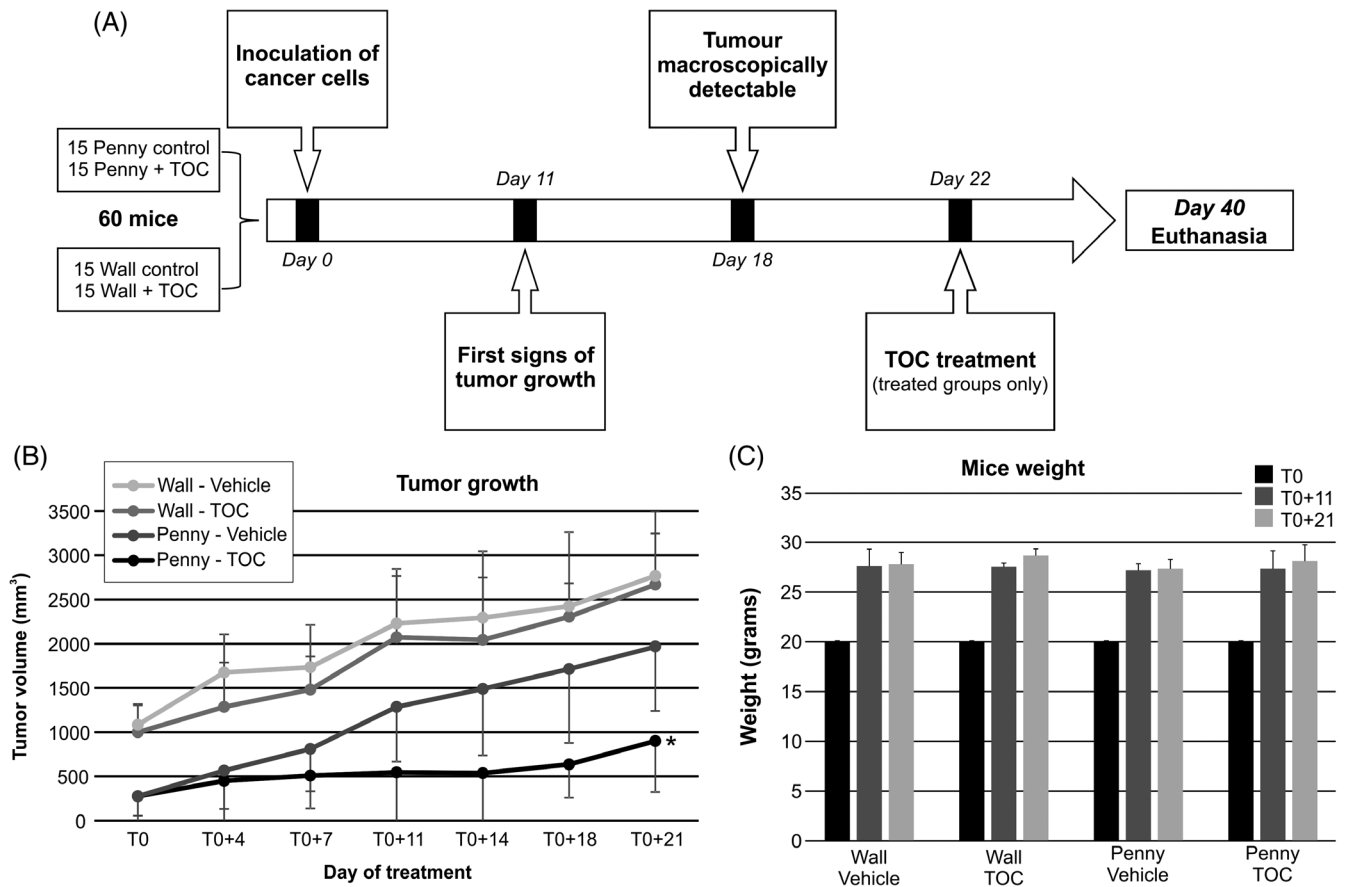 (A)
Inoculation of
cancer cells
Tumour
macroscopically
detectable
15 Penny control
15 Penny + TOC
60 mice
15 Wall control
15 Wall + TOC
Day 11
Day 22
Day 0
Day 18
Day 40
Euthanasia
First signs of
tumor growth
TOC treatment
(treated groups only)
(B)
Tumor growth
Wall - Vehicle
Wall - TOC
Penny - Vehicle
Penny - TOC
Tumor volume (mm³)
3500
3000
2500
2000
1500
1000
500
0
*
T0 T0+4 T0+7 T0+11 T0+14 T0+18 T0+21
Day of treatment
(C)
Mice weight
T0
T0+11
T0+21
Weight (grams)
35
30
25
20
15
10
5
0
Wall Wall Penny Penny
Vehicle TOC Vehicle TOC